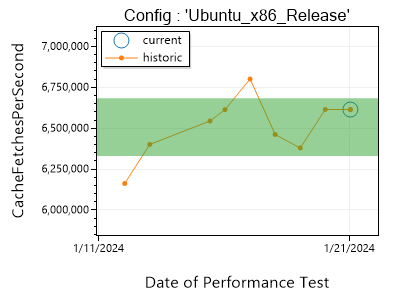 Config : 'Ubuntu_x86_Release'
current
historic
7,000,000
6,750,000
6,500,000
6,250,000
6,000,000
CacheFetchesPerSecond
1/11/2024
1/21/2024
Date of Performance Test